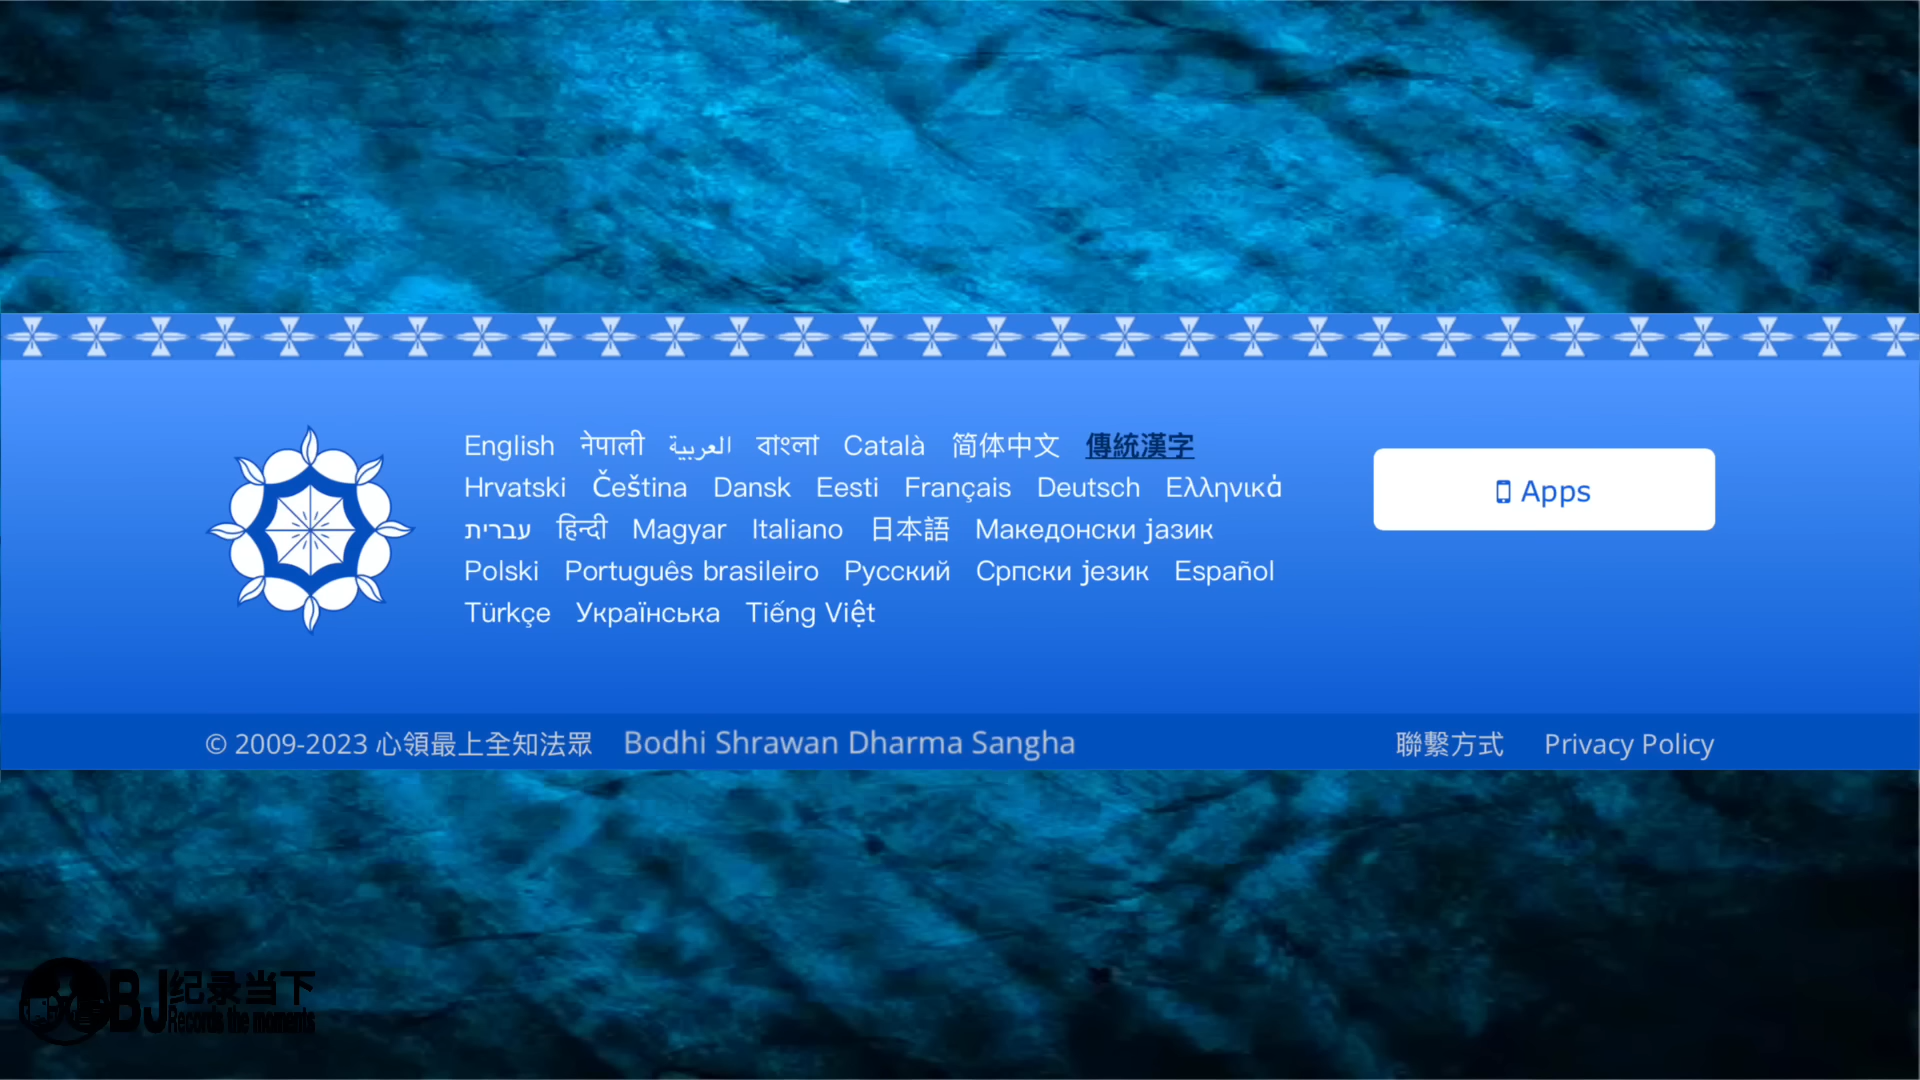 English नेपाली العربية বাংলা Català 简体中文 傳統漢字
Hrvatski Čeština Dansk Eesti Français Deutsch Ελληνικά
עברית हिन्दी Magyar Italiano 日本語 Македонски јазик
Polski Português brasileiro Русский Српски језик Español
Türkçe Українська Tiếng Việt
Apps
© 2009-2023 心領最上全知法眾 Bodhi Shrawan Dharma Sangha
聯繫方式 Privacy Policy
BJ纪录当下
Records the moments